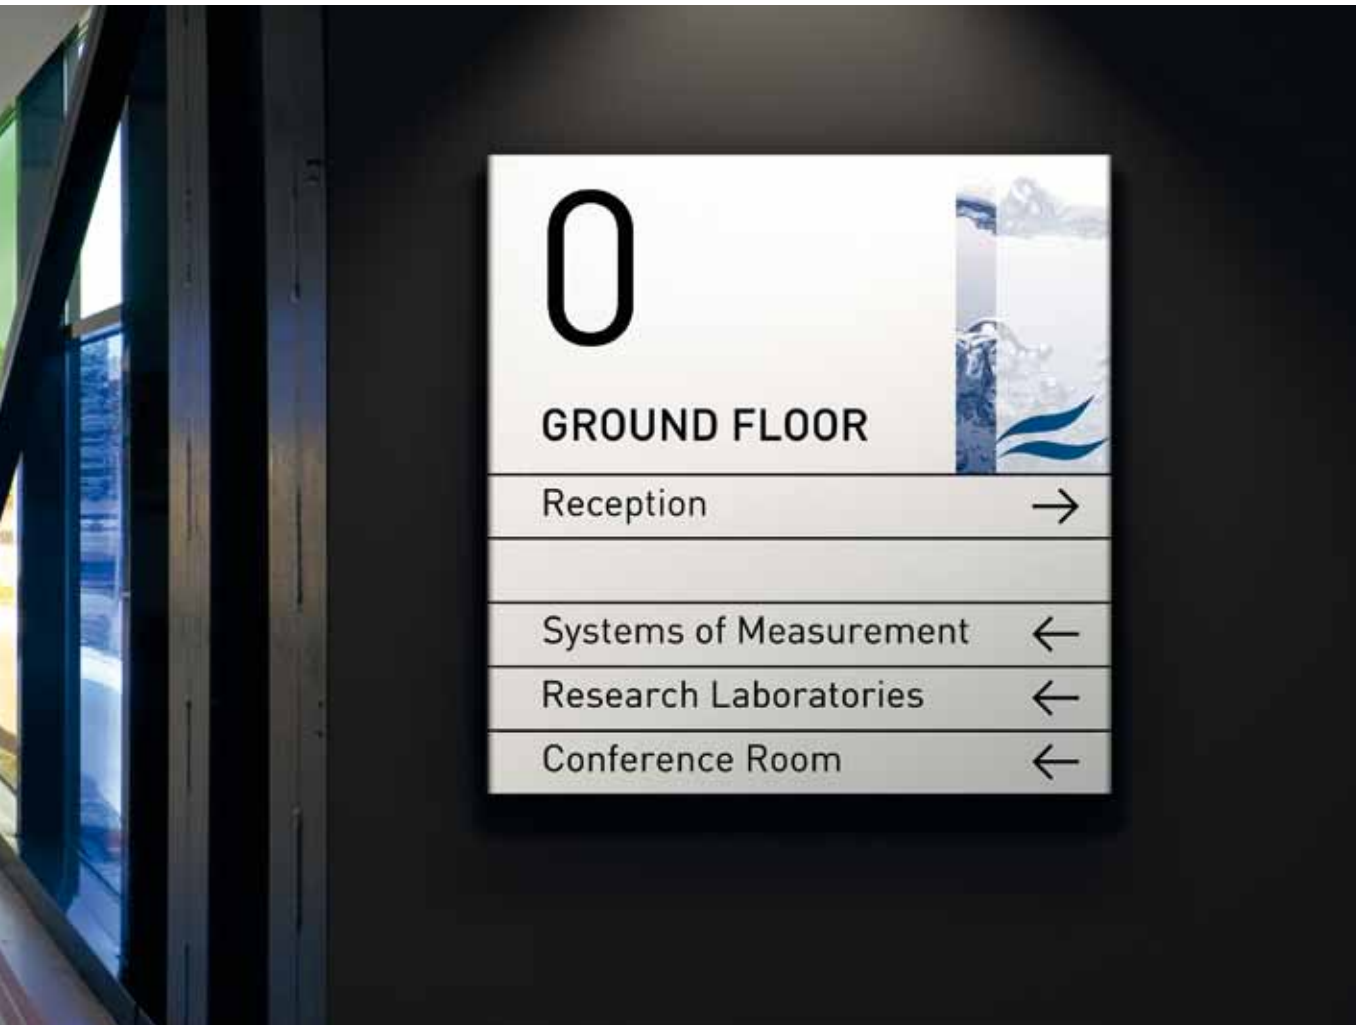 0
GROUND FLOOR
Reception →
Systems of Measurement ←
Research Laboratories ←
Conference Room ←